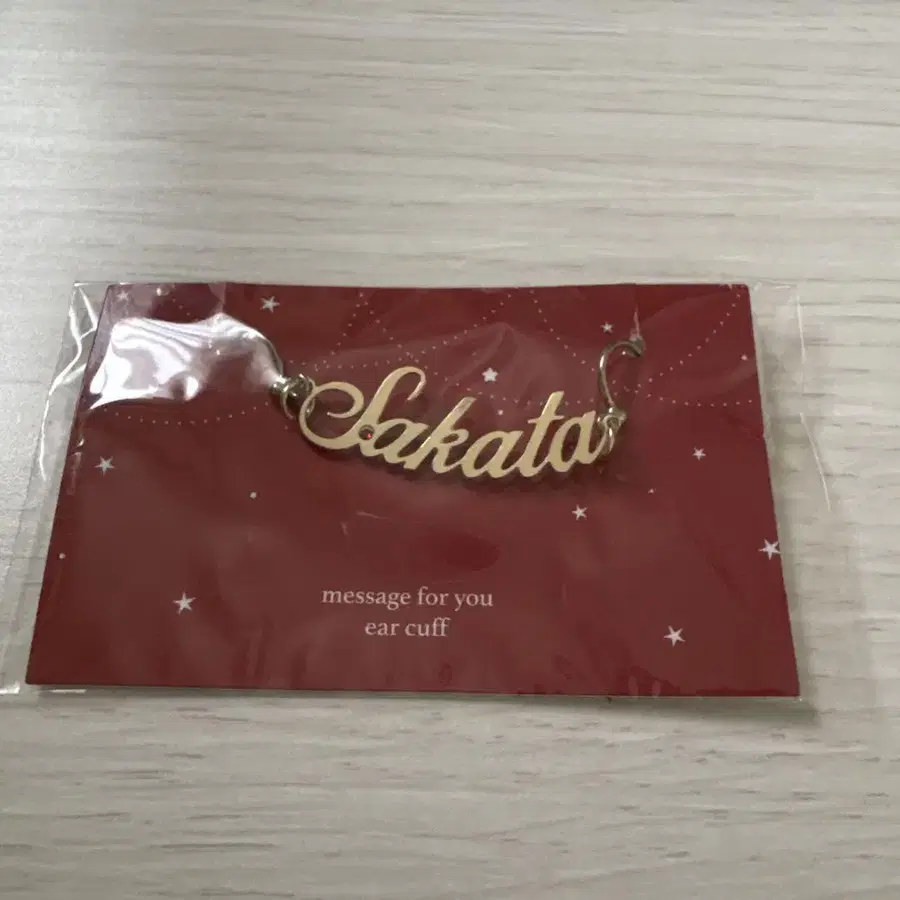 Sakata
message for you
ear cuff